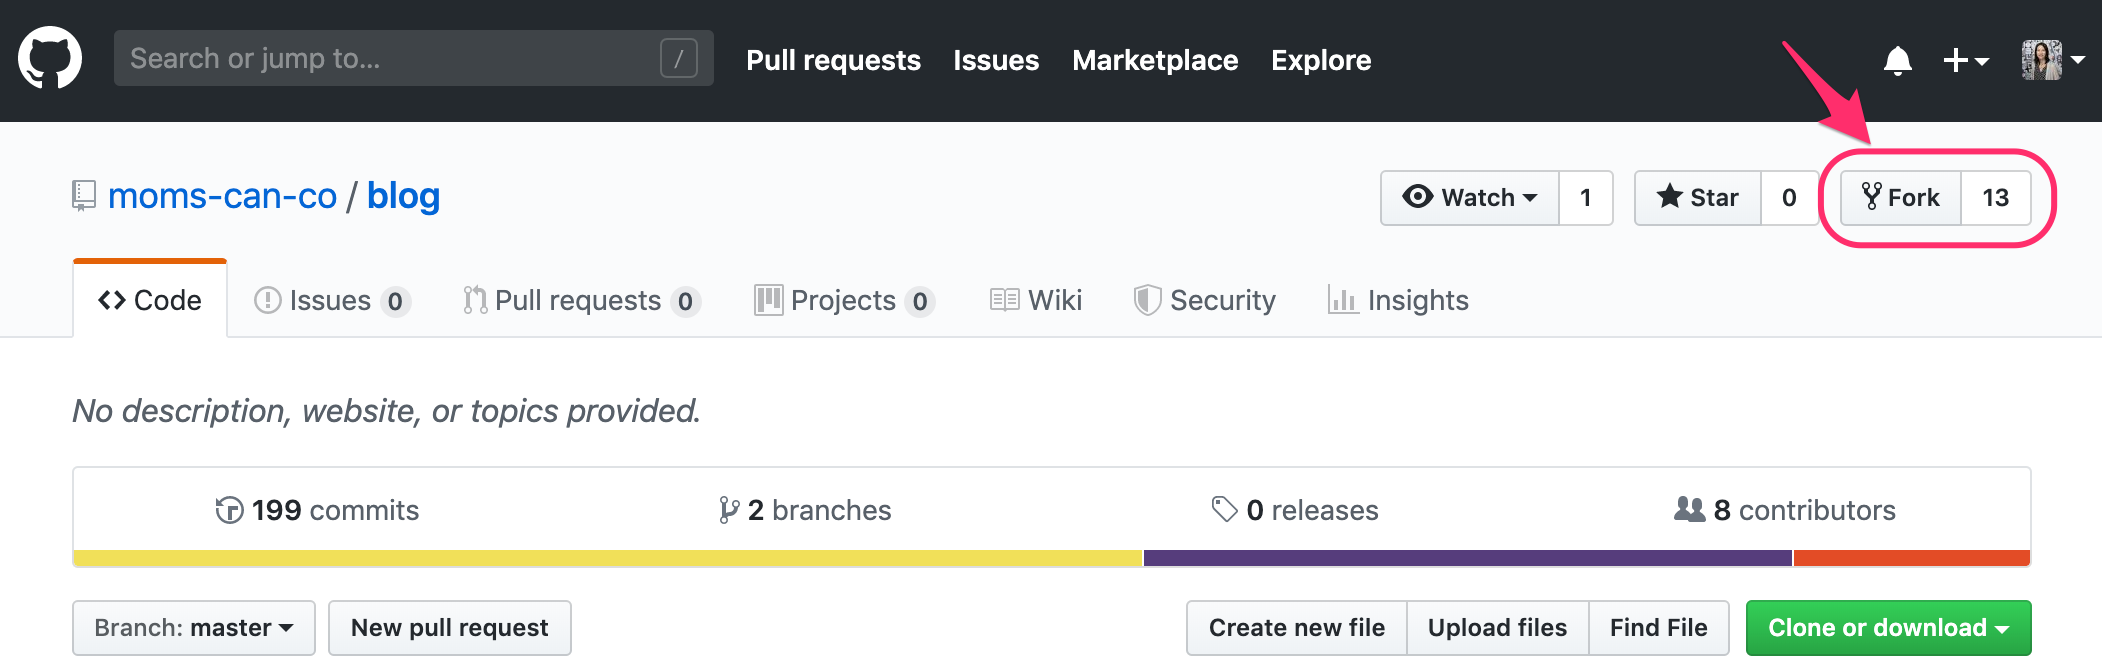 Search or jump to... / Pull requests Issues Marketplace Explore
moms-can-co / blog Watch 1 Star 0 Fork 13
Code Issues 0 Pull requests 0 Projects 0 Wiki Security Insights
No description, website, or topics provided.
199 commits 2 branches 0 releases 8 contributors
Branch: master New pull request Create new file Upload files Find File Clone or download